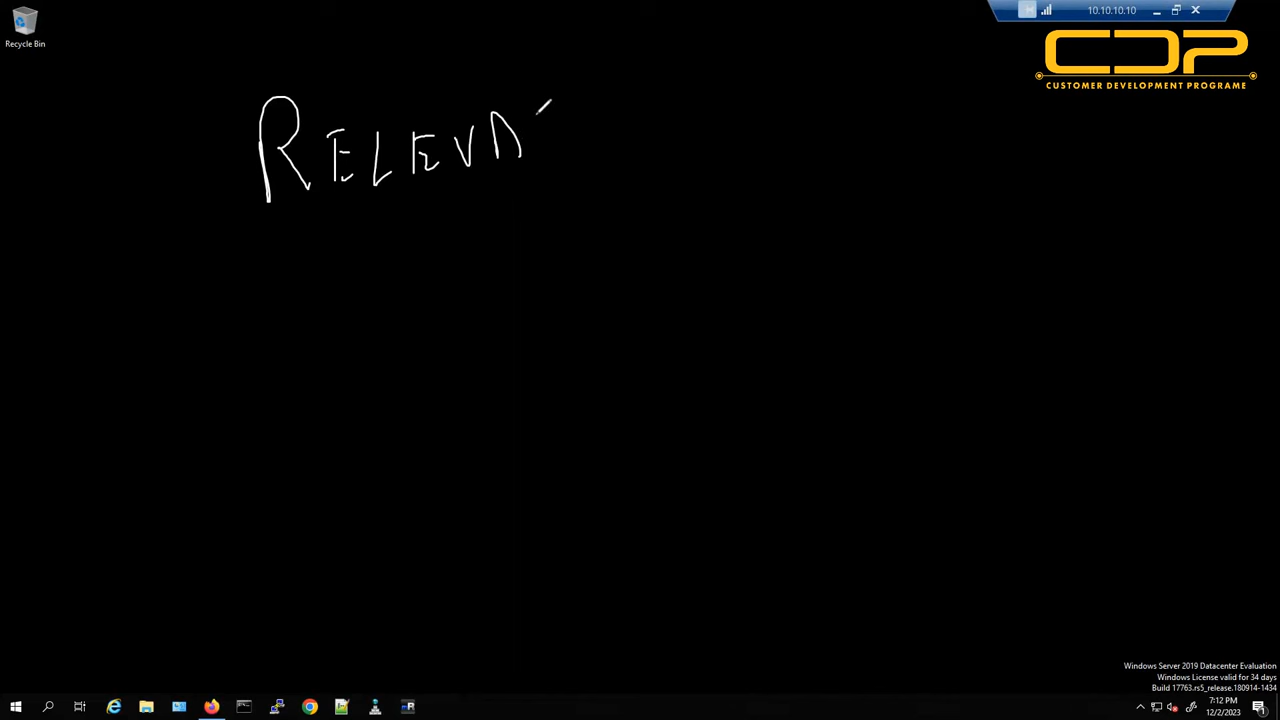 Recycle Bin
10.10.10.10
CDP
CUSTOMER DEVELOPMENT PROGRAME
RELEVA
Windows Server 2019 Datacenter Evaluation
Windows License valid for 34 days
Build 17763.rs5_release.180914-1434
7:12 PM
12/2/2023